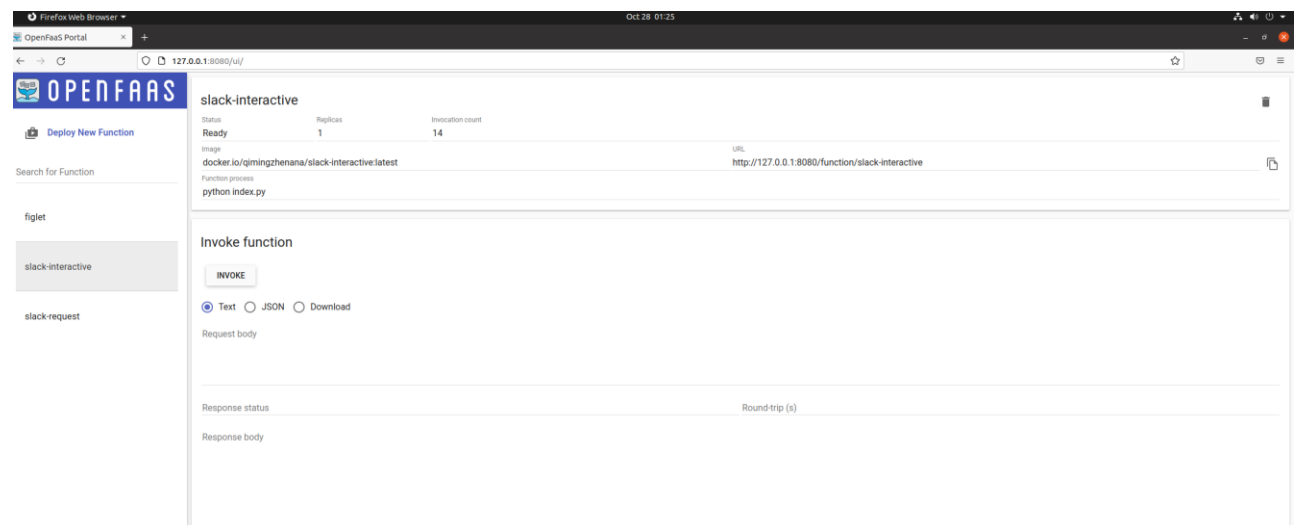 Firefox Web Browser
Oct 28 01:25
OpenFaaS Portal
127.0.0.1:8080/ui/
OPENFAAS
Deploy New Function
Search for Function
figlet
slack-interactive
slack-request
slack-interactive
Status Replicas Invocation count
Ready 1 14
Image URL
docker.io/qimingzhenana/slack-interactive:latest http://127.0.0.1:8080/function/slack-interactive
Function process
python index.py
Invoke function
INVOKE
Text JSON Download
Request body
Response status Round-trip (s)
Response body